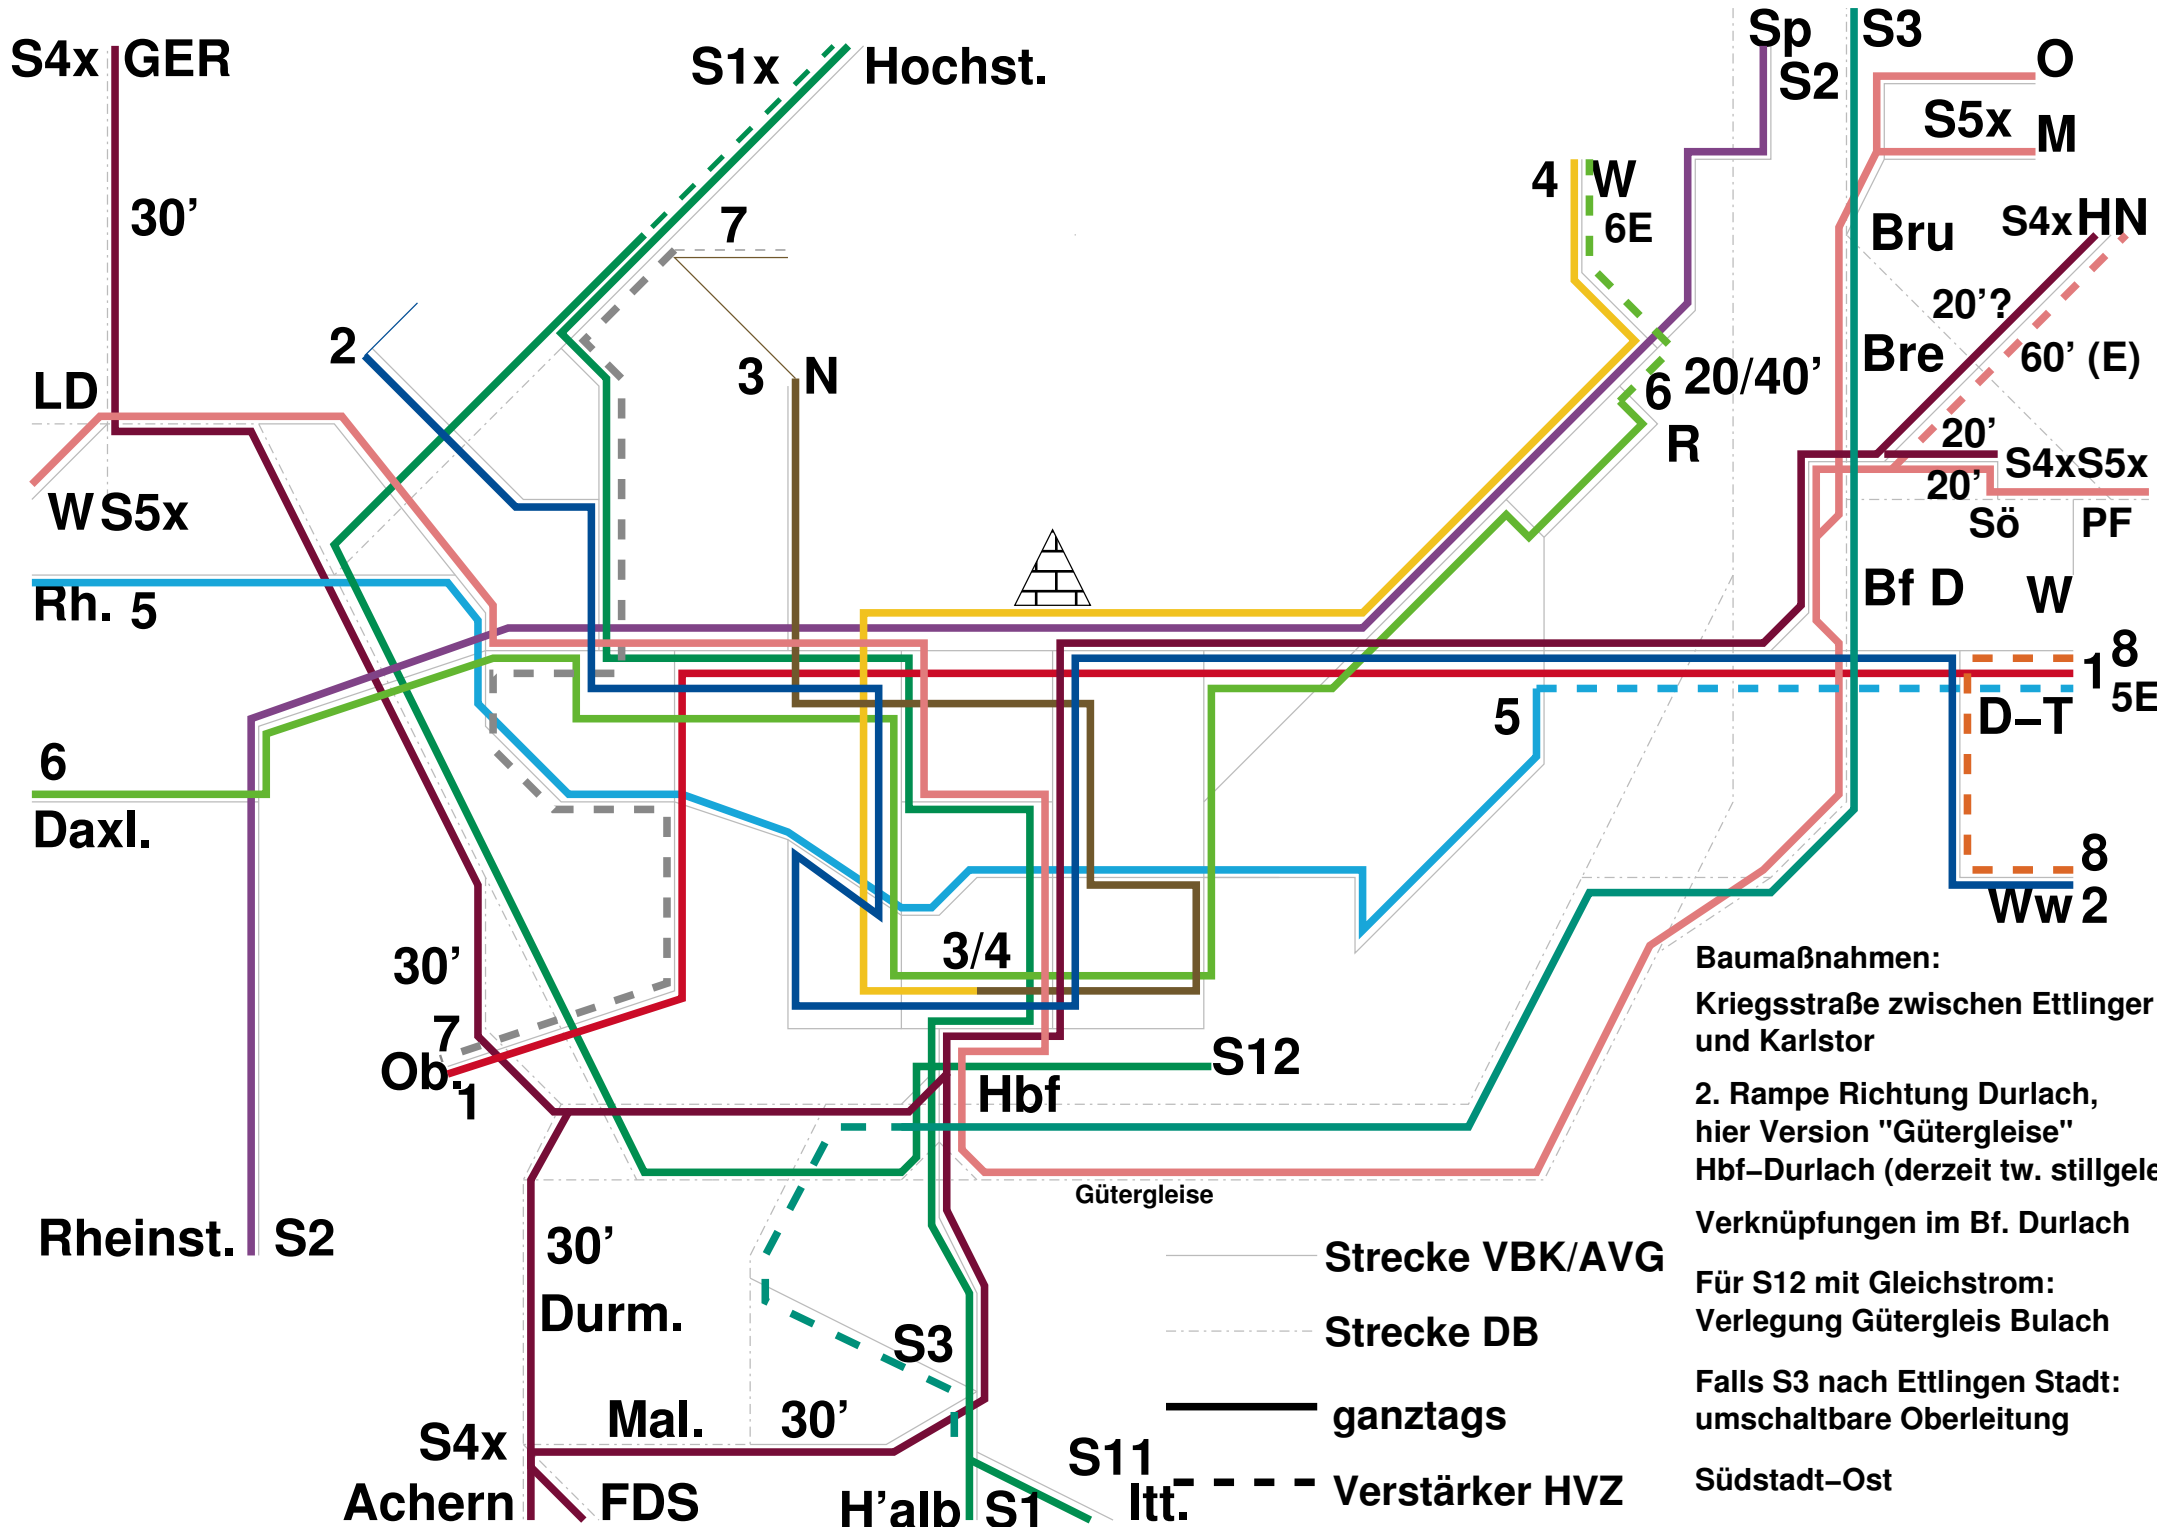 S4x GER
S1x Hochst.
Sp
S2
S3
O
S5x
M
4 W
6E
30'
7
Bru
S4x HN
20'?
2
3 N
LD
Bre
60' (E)
6 20/40'
R
20'
S4x S5x
20'
W S5x
Sö PF
Rh. 5
Bf D W
8
1
5E
5
D–T
6
Daxl.
8
Ww 2
30'
3/4
7
Ob.
1
S12
Hbf
Gütergleise
Rheinst. S2
30'
Durm.
S3
Mal. 30'
S4x
Achern FDS
H'alb S1
S11
Itt.
Strecke VBK/AVG
Strecke DB
ganztags
Verstärker HVZ
Baumaßnahmen:
Kriegsstraße zwischen Ettlinger
und Karlstor
2. Rampe Richtung Durlach,
hier Version "Gütergleise"
Hbf–Durlach (derzeit tw. stillgele
Verknüpfungen im Bf. Durlach
Für S12 mit Gleichstrom:
Verlegung Gütergleis Bulach
Falls S3 nach Ettlingen Stadt:
umschaltbare Oberleitung
Südstadt–Ost